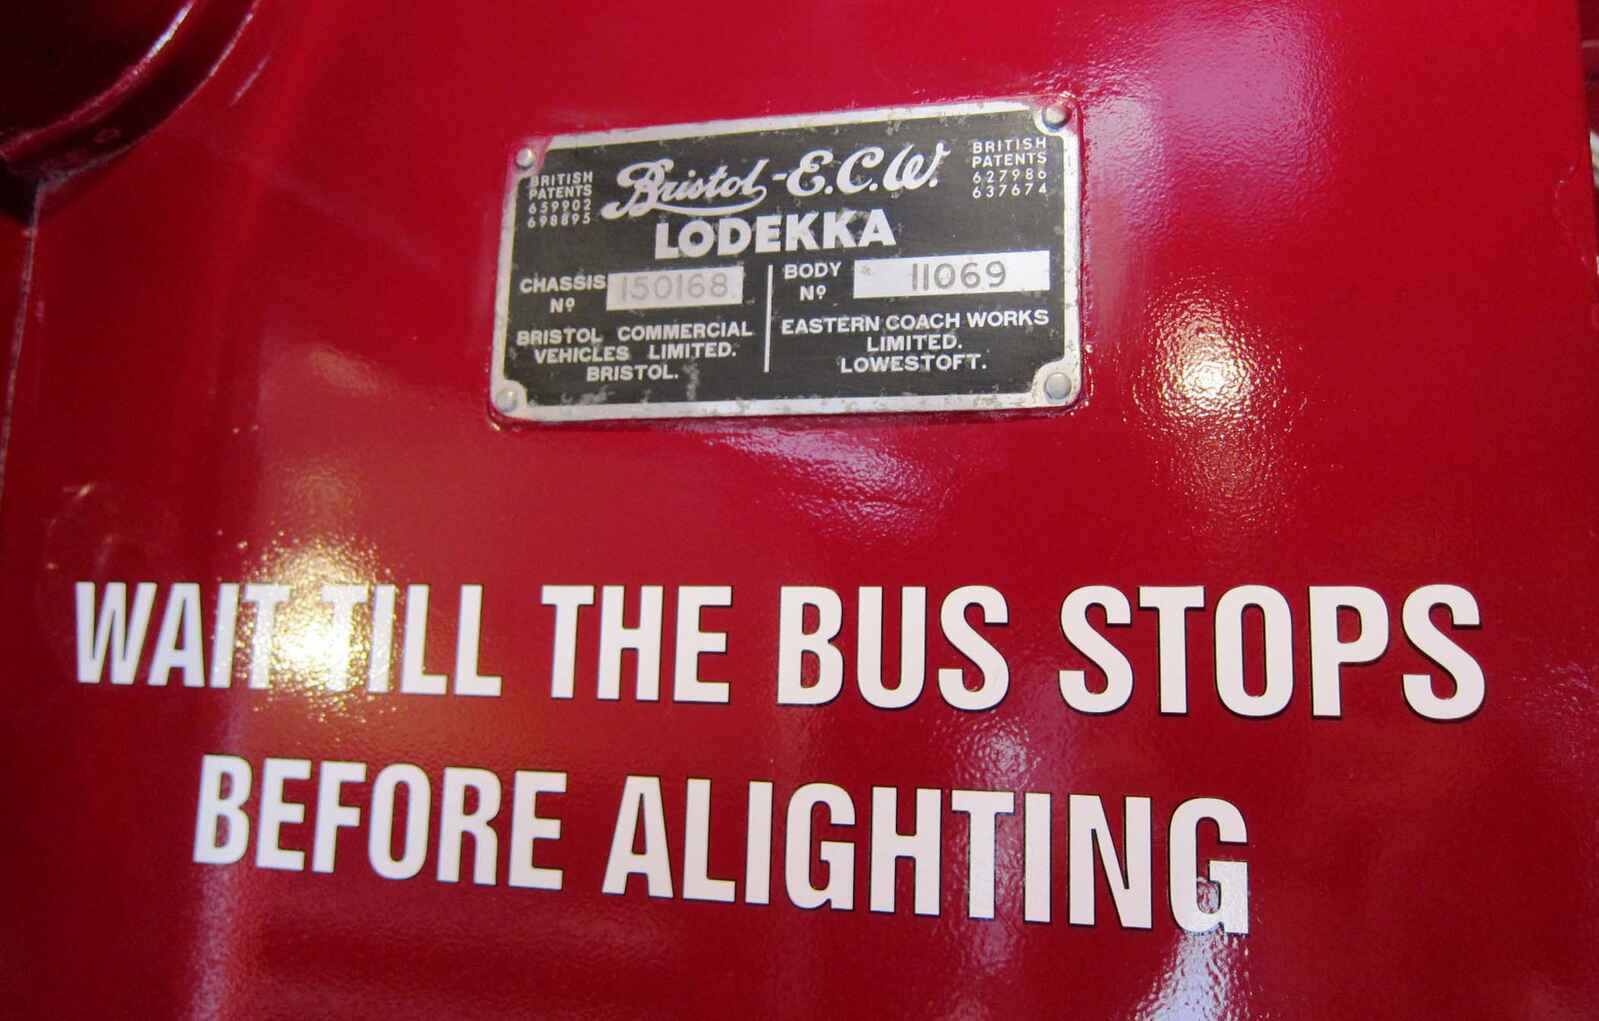 BRITISH
PATENTS
659902
698895
Bristol-E.C.W.
LODEKKA
BRITISH
PATENTS
627986
637674
CHASSIS
Nº
150168
BRISTOL COMMERCIAL
VEHICLES LIMITED.
BRISTOL.
BODY
Nº
11069
EASTERN COACH WORKS
LIMITED.
LOWESTOFT.
WAIT TILL THE BUS STOPS
BEFORE ALIGHTING